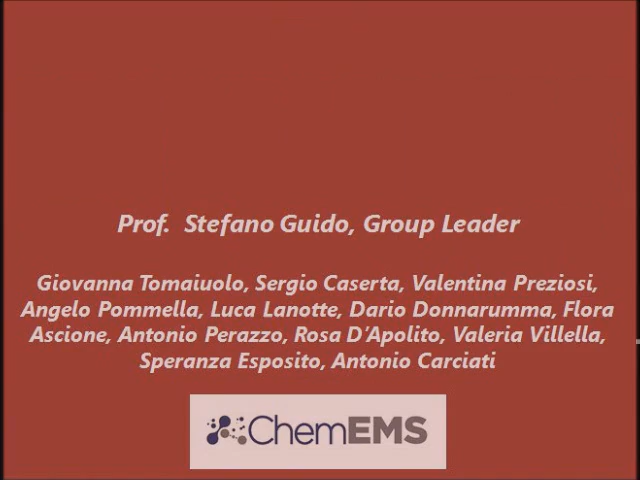 Prof. Stefano Guido, Group Leader
Giovanna Tomaiuolo, Sergio Caserta, Valentina Preziosi,
Angelo Pommella, Luca Lanotte, Dario Donnarumma, Flora
Ascione, Antonio Perazzo, Rosa D'Apolito, Valeria Villella,
Speranza Esposito, Antonio Carciati
ChemEMS